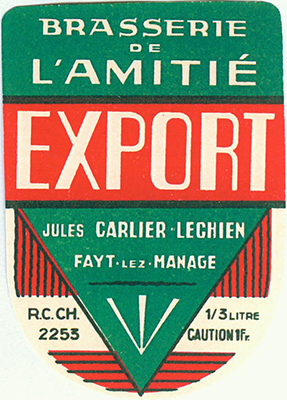 BRASSERIE
DE
L'AMITIÉ
EXPORT
JULES CARLIER-LECHIEN
FAYT-LEZ-MANAGE
R.C.CH.
2253
1/3 LITRE
CAUTION 1Fr.